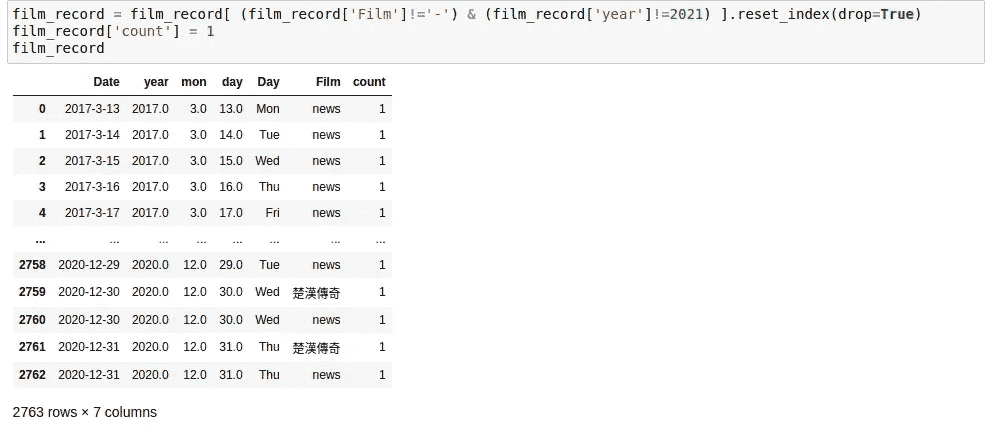 film_record = film_record[ (film_record['Film']!='-') & (film_record['year']!=2021) ].reset_index(drop=True)
film_record['count'] = 1
film_record
Date year mon day Day Film count
0 2017-3-13 2017.0 3.0 13.0 Mon news 1
1 2017-3-14 2017.0 3.0 14.0 Tue news 1
2 2017-3-15 2017.0 3.0 15.0 Wed news 1
3 2017-3-16 2017.0 3.0 16.0 Thu news 1
4 2017-3-17 2017.0 3.0 17.0 Fri news 1
... ... ... ... ... ... ... ...
2758 2020-12-29 2020.0 12.0 29.0 Tue news 1
2759 2020-12-30 2020.0 12.0 30.0 Wed 楚漢傳奇 1
2760 2020-12-30 2020.0 12.0 30.0 Wed news 1
2761 2020-12-31 2020.0 12.0 31.0 Thu 楚漢傳奇 1
2762 2020-12-31 2020.0 12.0 31.0 Thu news 1
2763 rows × 7 columns